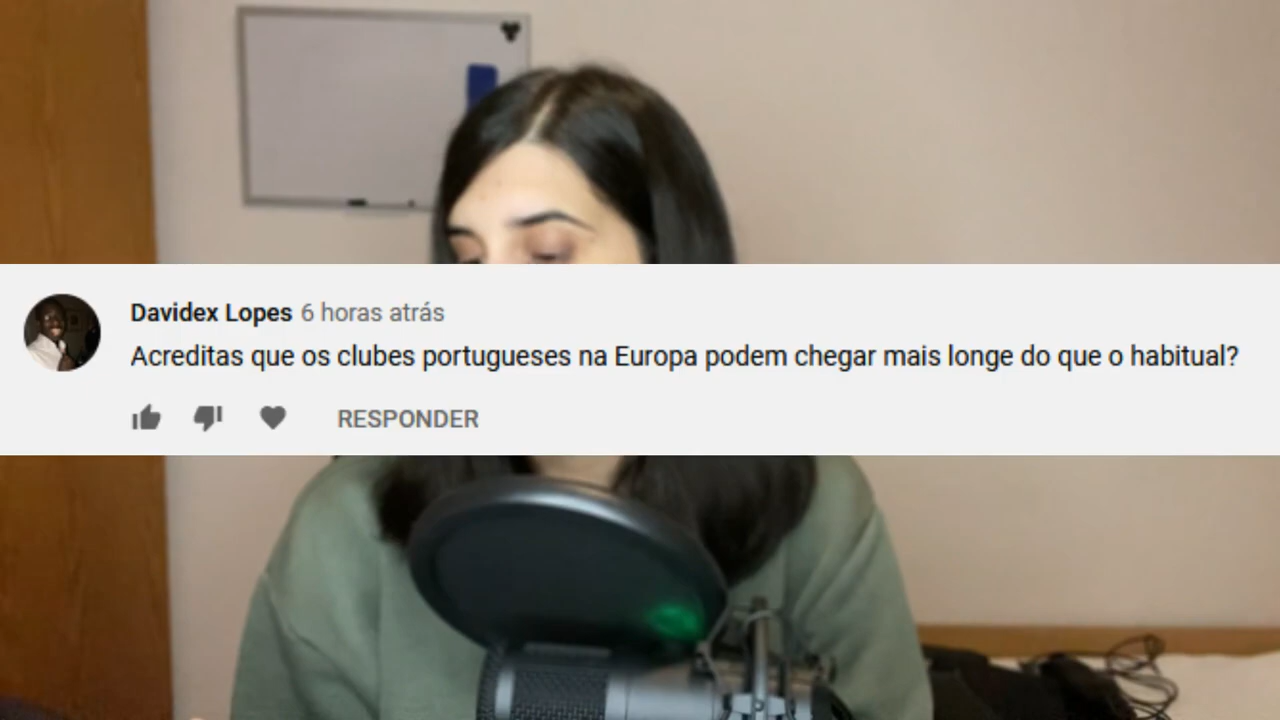 Davidex Lopes 6 horas atrás
Acreditas que os clubes portugueses na Europa podem chegar mais longe do que o habitual?
RESPONDER